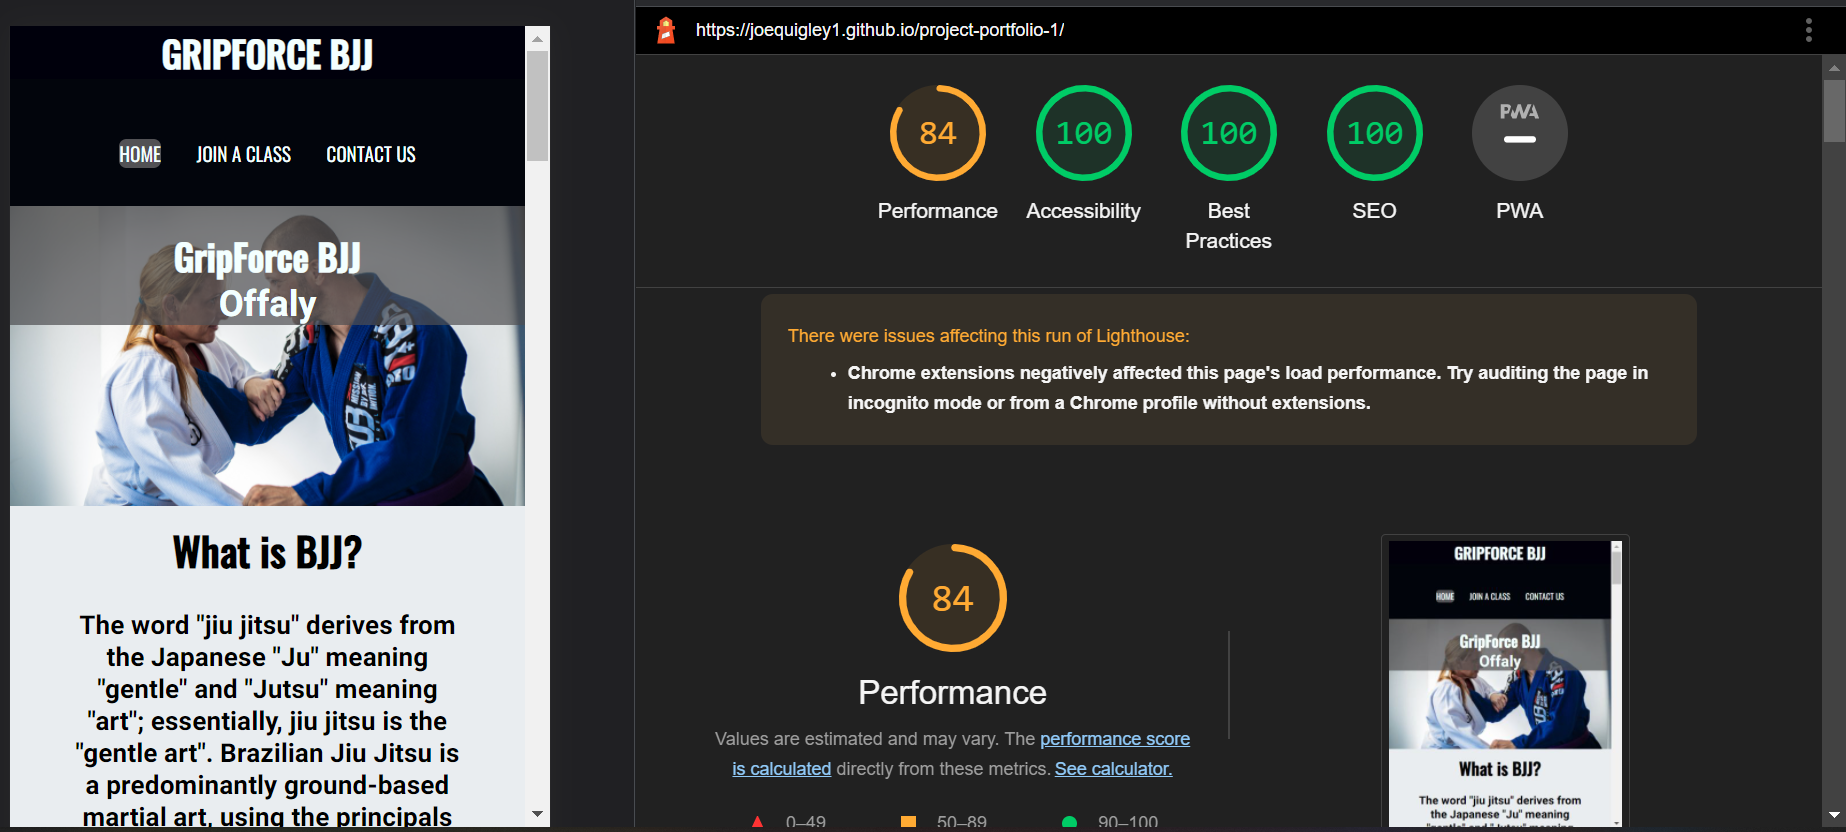 GRIPFORCE BJJ
HOME JOIN A CLASS CONTACT US
GripForce BJJ
Offaly
What is BJJ?
The word "jiu jitsu" derives from
the Japanese "Ju" meaning
"gentle" and "Jutsu" meaning
"art"; essentially, jiu jitsu is the
"gentle art". Brazilian Jiu Jitsu is
a predominantly ground-based
martial art, using the principals
https://joequigley1.github.io/project-portfolio-1/
84 100 100 100 PWA
Performance Accessibility Best Practices SEO PWA
There were issues affecting this run of Lighthouse:
• Chrome extensions negatively affected this page's load performance. Try auditing the page in
incognito mode or from a Chrome profile without extensions.
84
Performance
Values are estimated and may vary. The performance score
is calculated directly from these metrics. See calculator.
0–49 50–89 90–100
GRIPFORCE BJJ
HOME JOIN A CLASS CONTACT US
GripForce BJJ
Offaly
What is BJJ?
The word "jiu jitsu" derives from
the Japanese "Ju" meaning